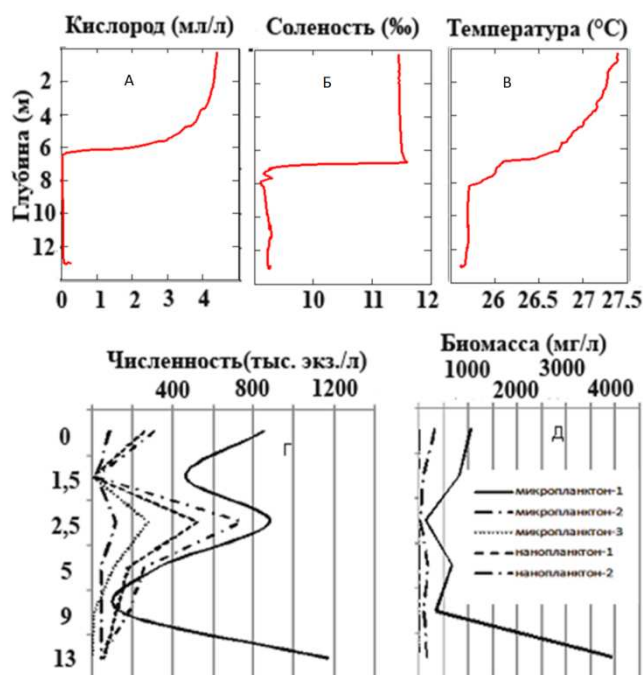 Кислород (мл/л) Соленость (‰) Температура (°C)
А Б В
Глубина (м)
2
4
6
8
10
12
0 1 2 3 4
10 11 12
26 26.5 27 27.5
Численность(тыс. экз./л)
400 800 1200
Биомасса (мг/л)
1000 3000
2000 4000
Г Д
0
1,5
2,5
5
9
13
микропланктон-1
микропланктон-2
микропланктон-3
нанопланктон-1
нанопланктон-2